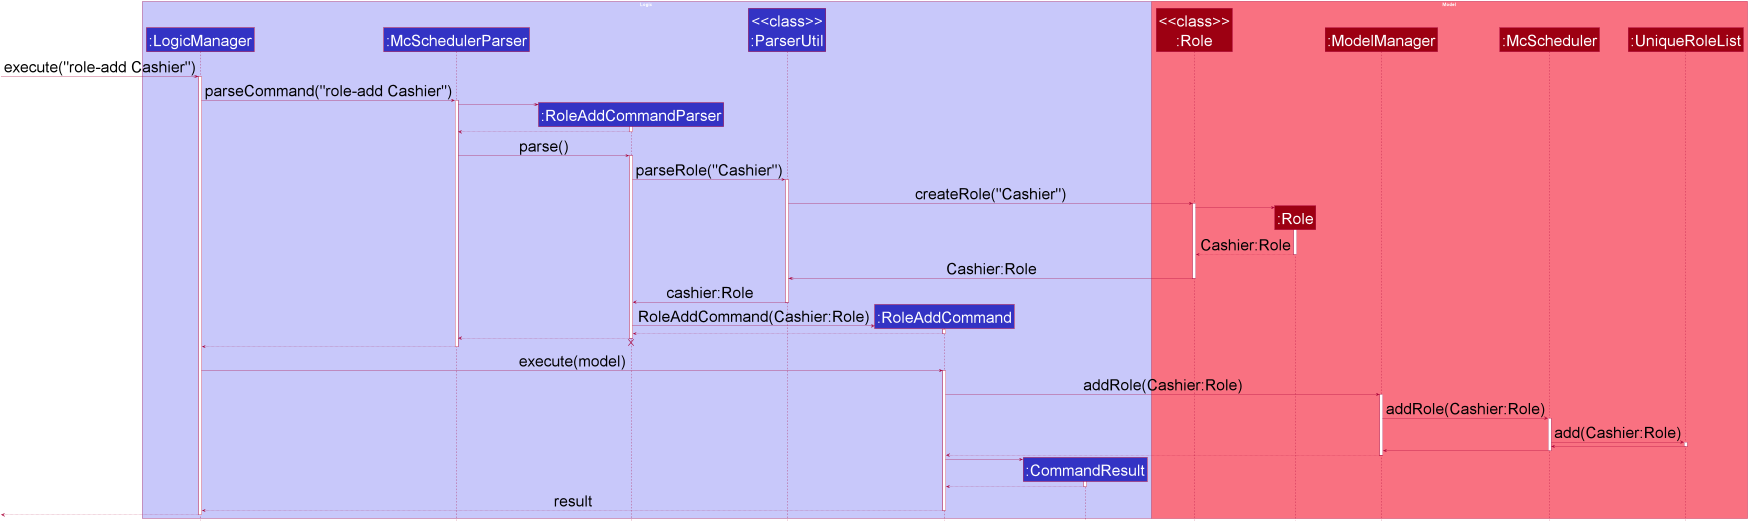 Logic
Model
<<class>>
<<class>>
:LogicManager
:McSchedulerParser
:ParserUtil
:Role
:ModelManager
:McScheduler
:UniqueRoleList
execute("role-add Cashier")
parseCommand("role-add Cashier")
:RoleAddCommandParser
parse()
parseRole("Cashier")
createRole("Cashier")
:Role
Cashier:Role
Cashier:Role
cashier:Role
RoleAddCommand(Cashier:Role)
:RoleAddCommand
execute(model)
addRole(Cashier:Role)
addRole(Cashier:Role)
add(Cashier:Role)
:CommandResult
result